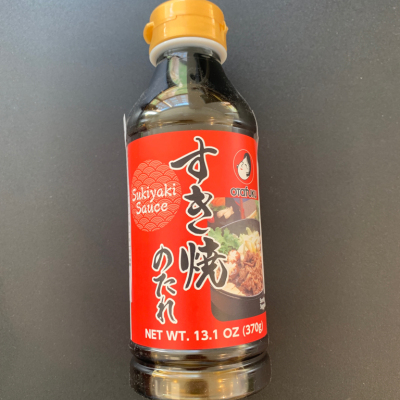 Sukiyaki
Sauce
すき焼
のたれ
otafuku
NET WT. 13.1 OZ (370g)